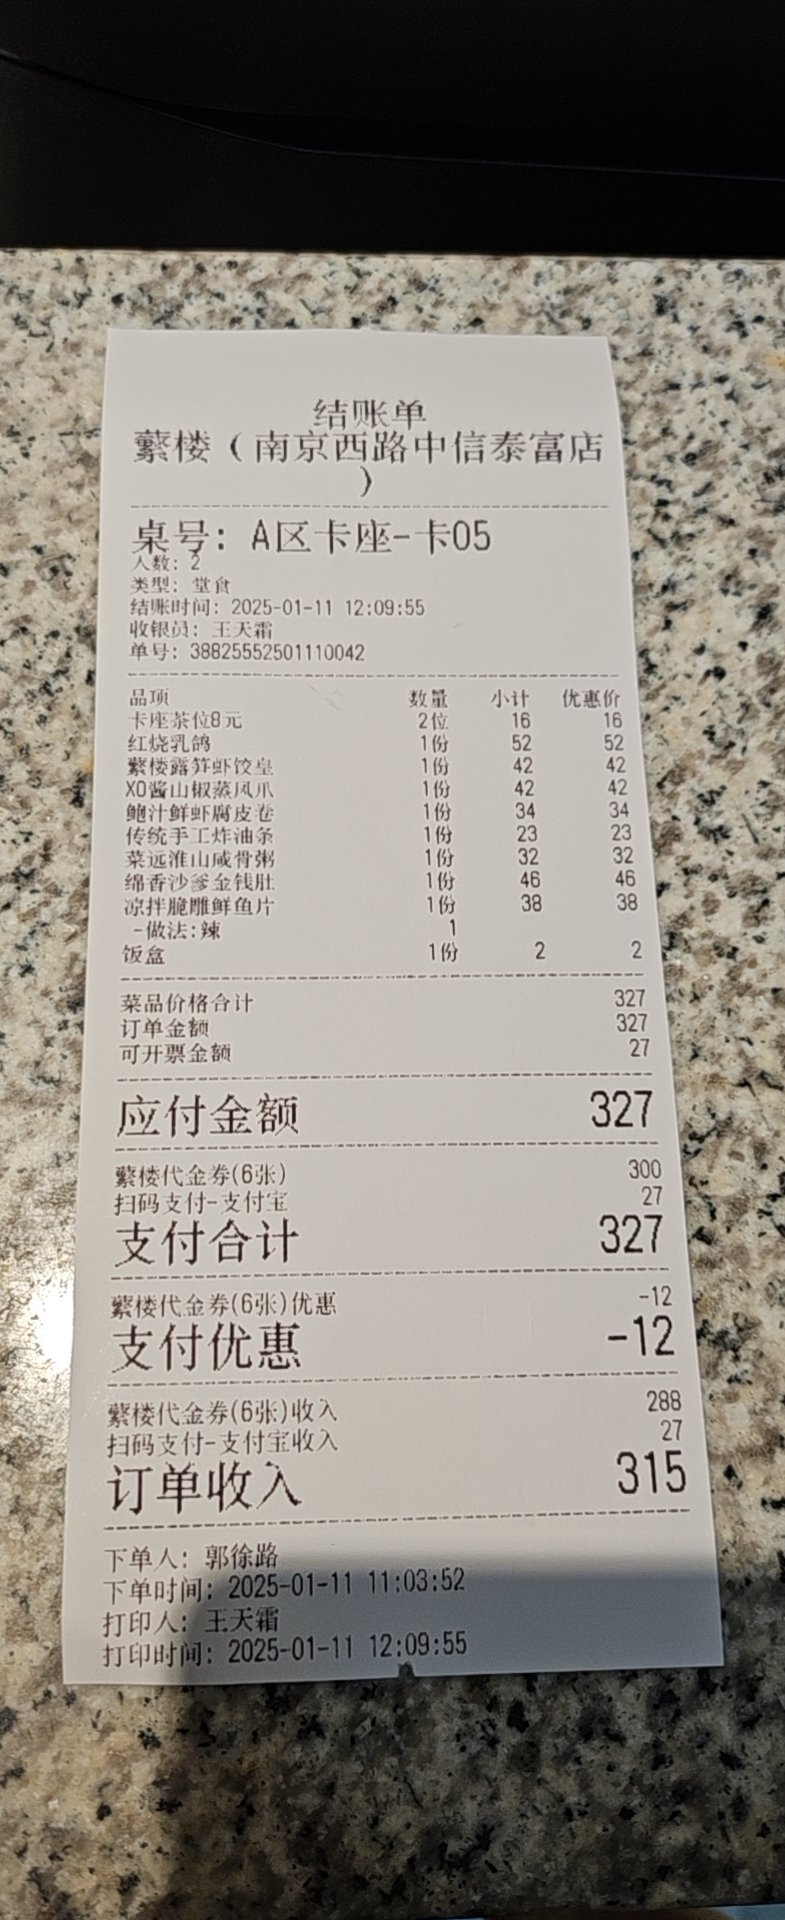 结账单
蘩楼（南京西路中信泰富店
）
桌号: A区卡座-卡05
人数: 2
类型: 堂食
结账时间: 2025-01-11 12:09:55
收银员: 王天霜
单号: 38825552501110042
品项 数量 小计 优惠价
卡座茶位8元 2位 16 16
红烧乳鸽 1份 52 52
蘩楼露笋虾饺皇 1份 42 42
XO酱山椒蒸凤爪 1份 42 42
鲍汁鲜虾腐皮卷 1份 34 34
传统手工炸油条 1份 23 23
菜远淮山咸骨粥 1份 32 32
绵香沙爹金钱肚 1份 46 46
凉拌脆雕鲜鱼片 1份 38 38
-做法:辣 1
饭盒 1份 2 2
菜品价格合计 327
订单金额 327
可开票金额 27
应付金额 327
蘩楼代金券(6张) 300
扫码支付-支付宝 27
支付合计 327
蘩楼代金券(6张)优惠 -12
支付优惠 -12
蘩楼代金券(6张)收入 288
扫码支付-支付宝收入 27
订单收入 315
下单人: 郭徐路
下单时间: 2025-01-11 11:03:52
打印人: 王天霜
打印时间: 2025-01-11 12:09:55